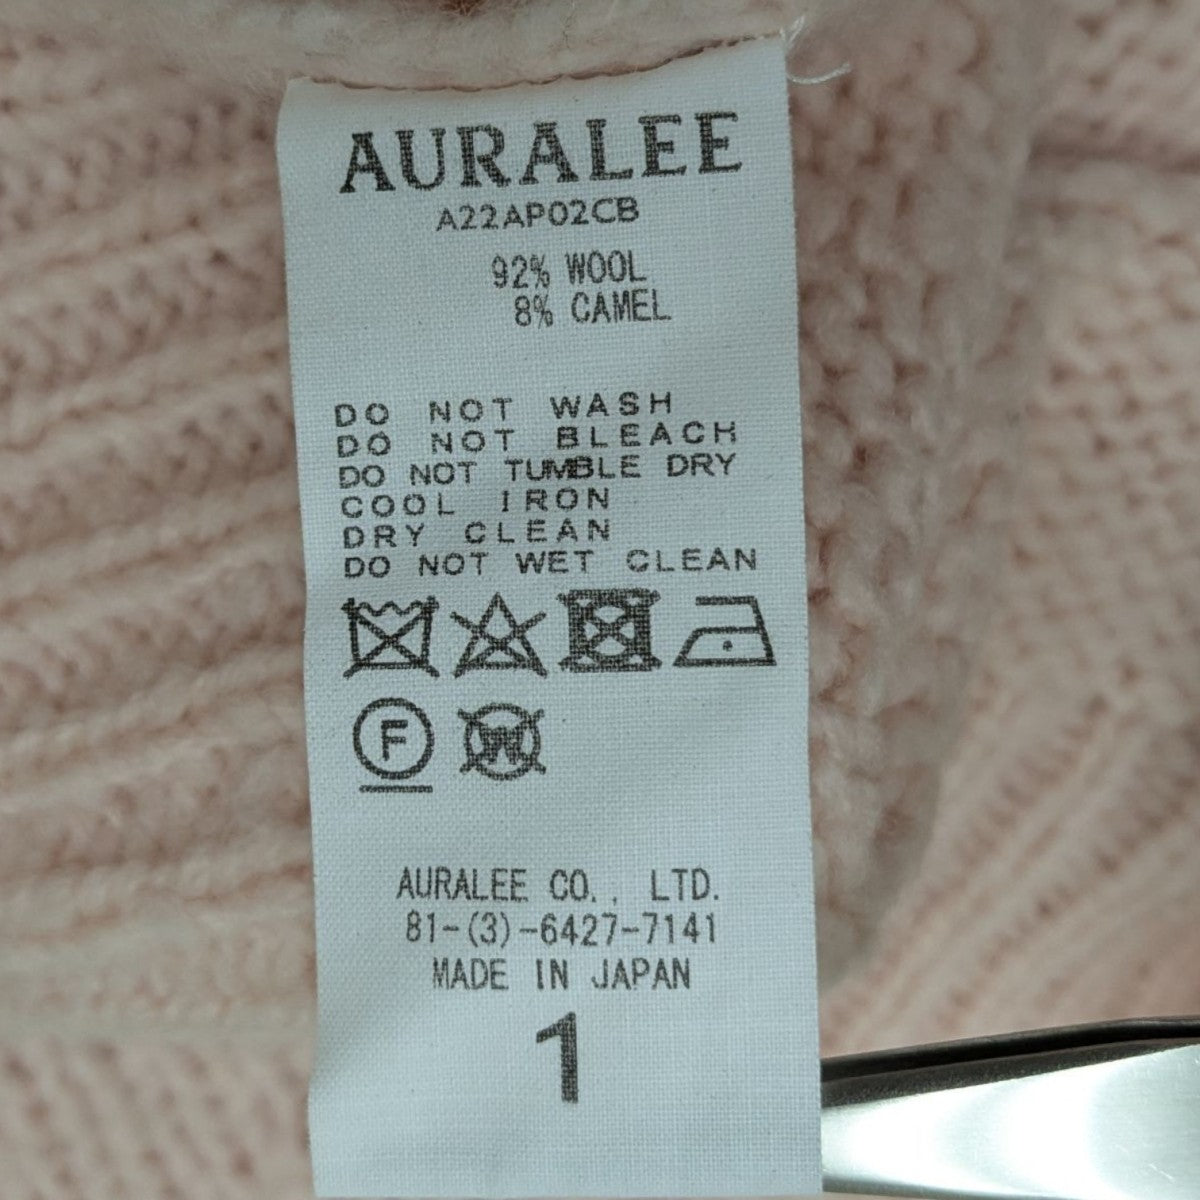 AURALEE
A22AP02CB
92% WOOL
8% CAMEL
DO NOT WASH
DO NOT BLEACH
DO NOT TUMBLE DRY
COOL IRON
DRY CLEAN
DO NOT WET CLEAN
F W
AURALEE CO., LTD.
81-(3)-6427-7141
MADE IN JAPAN
1